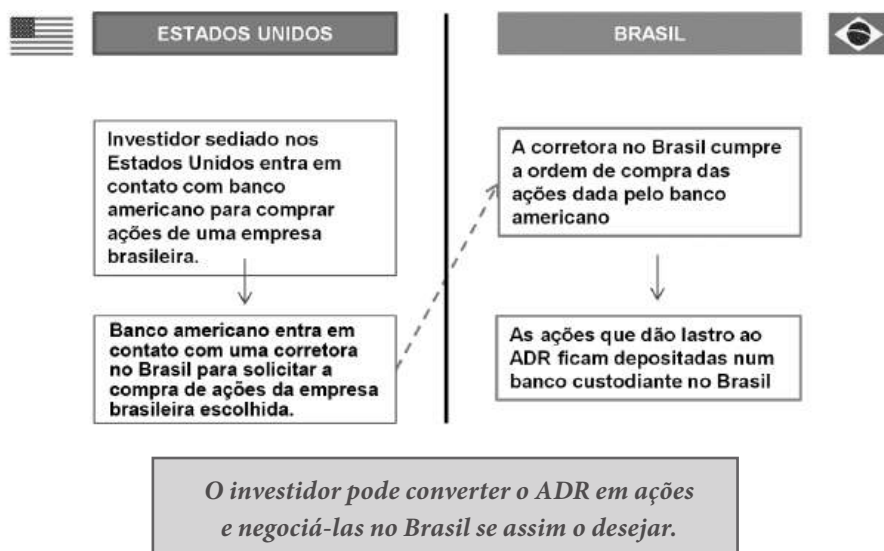 ESTADOS UNIDOS
BRASIL
Investidor sediado nos
Estados Unidos entra em
contato com banco
americano para comprar
ações de uma empresa
brasileira.
A corretora no Brasil cumpre
a ordem de compra das
ações dada pelo banco
americano
Banco americano entra em
contato com uma corretora
no Brasil para solicitar a
compra de ações da empresa
brasileira escolhida.
As ações que dão lastro ao
ADR ficam depositadas num
banco custodiante no Brasil
O investidor pode converter o ADR em ações
e negociá-las no Brasil se assim o desejar.